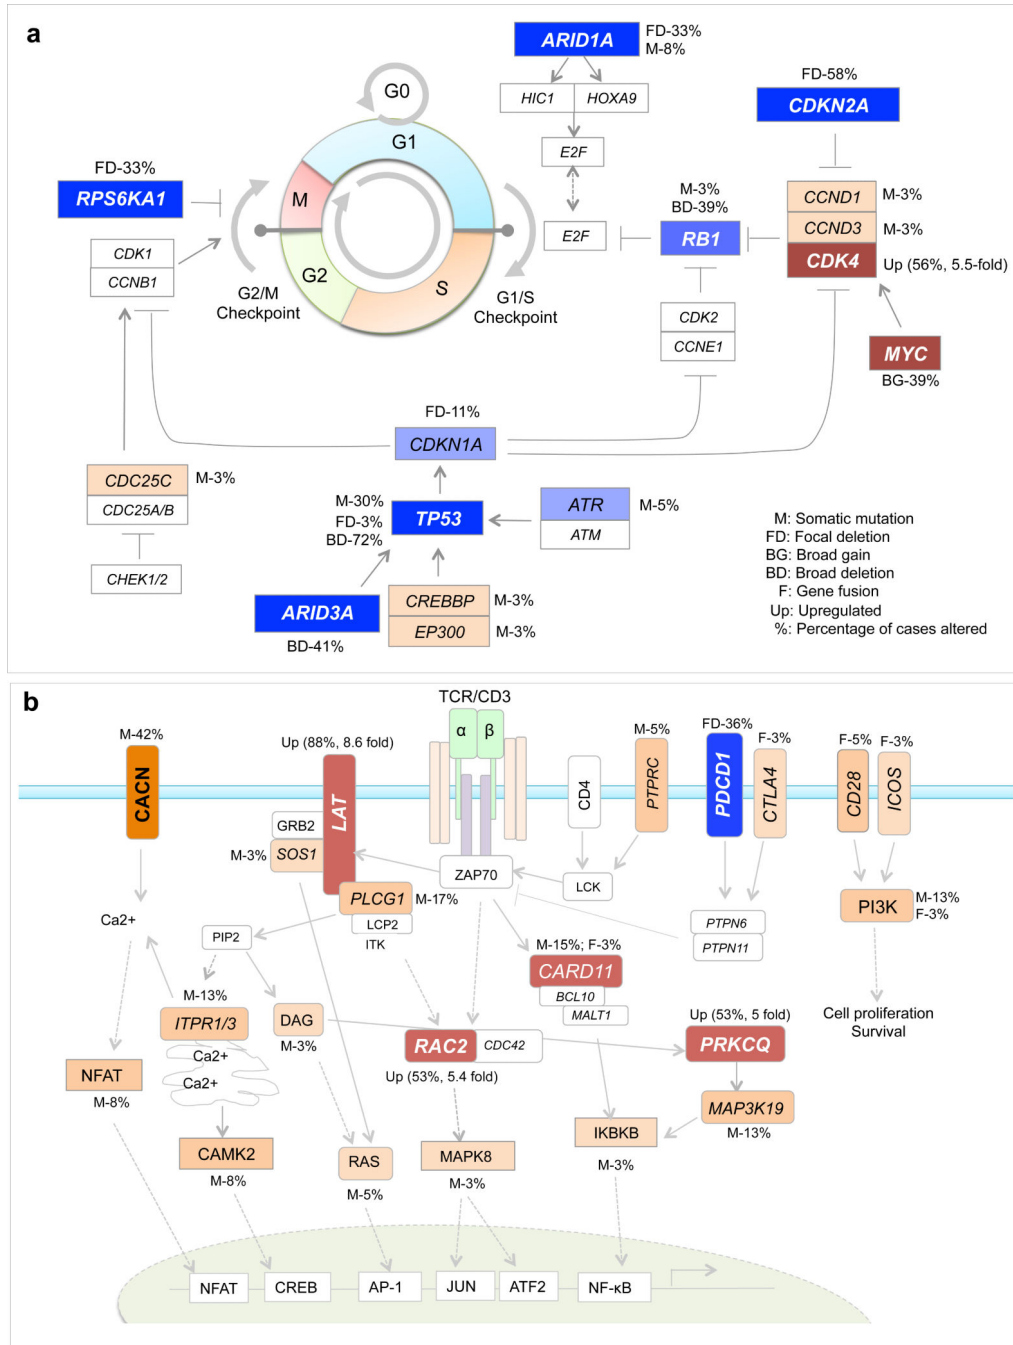 a
ARID1A
FD-33%
M-8%
HIC1
HOXA9
E2F
E2F
G0
G1
M
G2
S
G2/M
Checkpoint
G1/S
Checkpoint
FD-33%
RPS6KA1
CDK1
CCNB1
FD-58%
CDKN2A
CCND1
M-3%
CCND3
M-3%
CDK4
Up (56%, 5.5-fold)
MYC
BG-39%
M-3%
BD-39%
RB1
CDK2
CCNE1
FD-11%
CDKN1A
CDC25C
M-3%
CDC25A/B
CHEK1/2
M-30%
FD-3%
BD-72%
TP53
ATR
M-5%
ATM
ARID3A
BD-41%
CREBBP
M-3%
EP300
M-3%
M: Somatic mutation
FD: Focal deletion
BG: Broad gain
BD: Broad deletion
F: Gene fusion
Up: Upregulated
%: Percentage of cases altered
b
TCR/CD3
α
β
M-42%
CACN
Up (88%, 8.6 fold)
LAT
GRB2
M-3%
SOS1
PLCG1
M-17%
LCP2
ITK
ZAP70
CD4
LCK
M-5%
PTPRC
FD-36%
PDCD1
F-3%
CTLA4
F-5%
CD28
F-3%
ICOS
PTPN6
PTPN11
PI3K
M-13%
F-3%
Cell proliferation
Survival
Ca2+
PIP2
M-13%
ITPR1/3
Ca2+
Ca2+
DAG
M-3%
M-15%; F-3%
CARD11
BCL10
MALT1
RAC2
CDC42
Up (53%, 5.4 fold)
Up (53%, 5 fold)
PRKCQ
MAP3K19
M-13%
NFAT
M-8%
CAMK2
M-8%
RAS
M-5%
MAPK8
M-3%
IKBKB
M-3%
NFAT
CREB
AP-1
JUN
ATF2
NF-κB